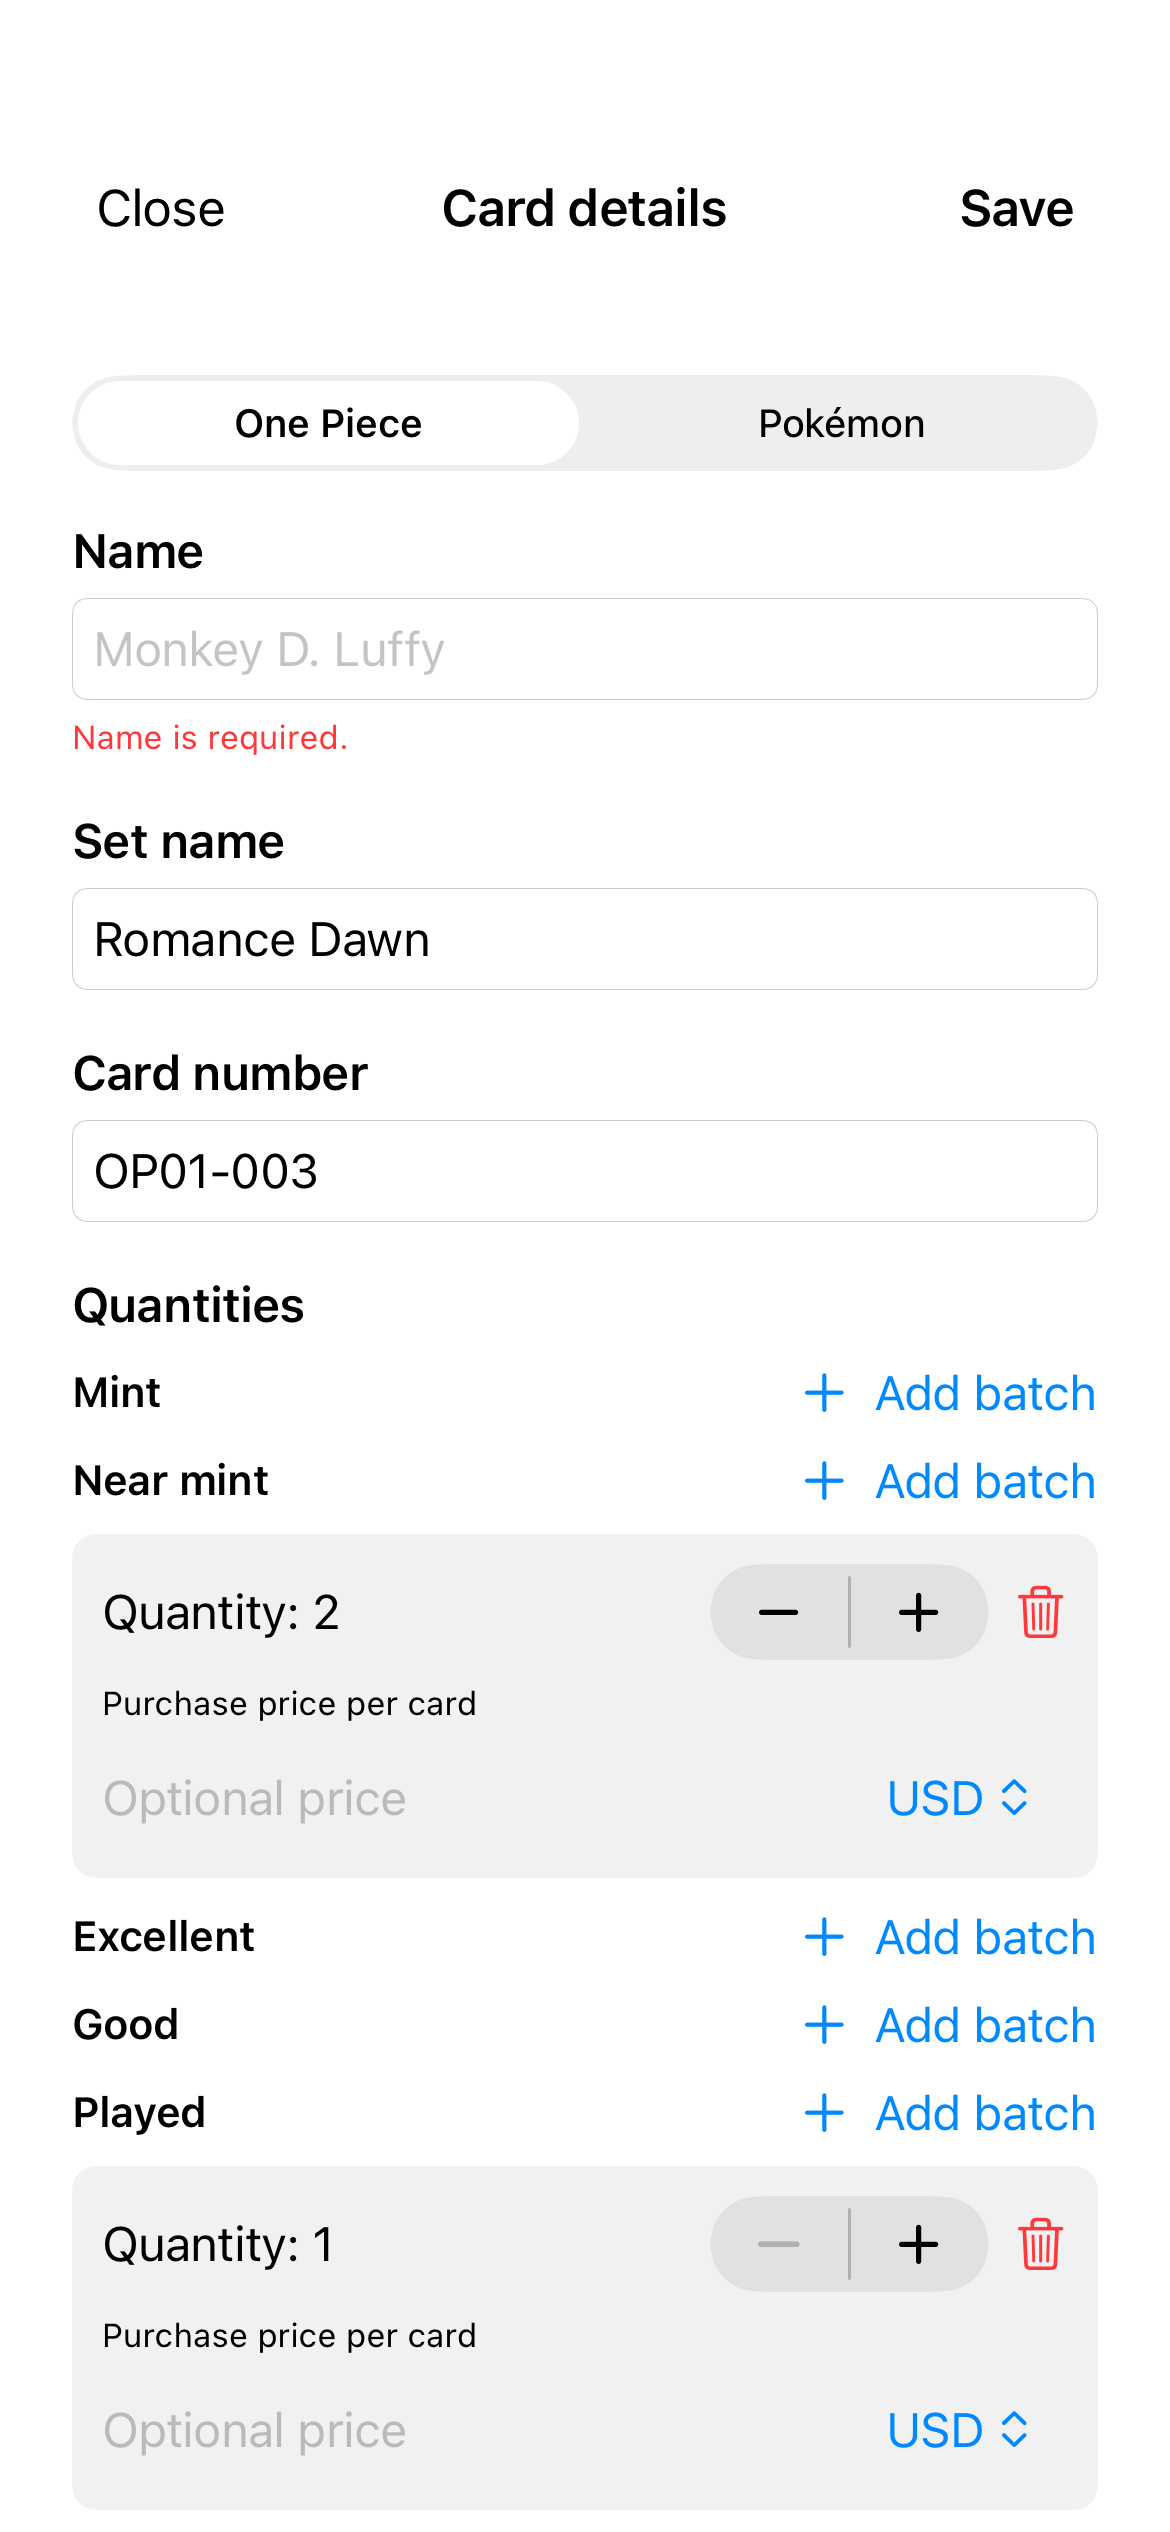 Close Card details Save
One Piece Pokémon
Name
Monkey D. Luffy
Name is required.
Set name
Romance Dawn
Card number
OP01-003
Quantities
Mint + Add batch
Near mint + Add batch
Quantity: 2 − +
Purchase price per card
Optional price USD
Excellent + Add batch
Good + Add batch
Played + Add batch
Quantity: 1 − +
Purchase price per card
Optional price USD